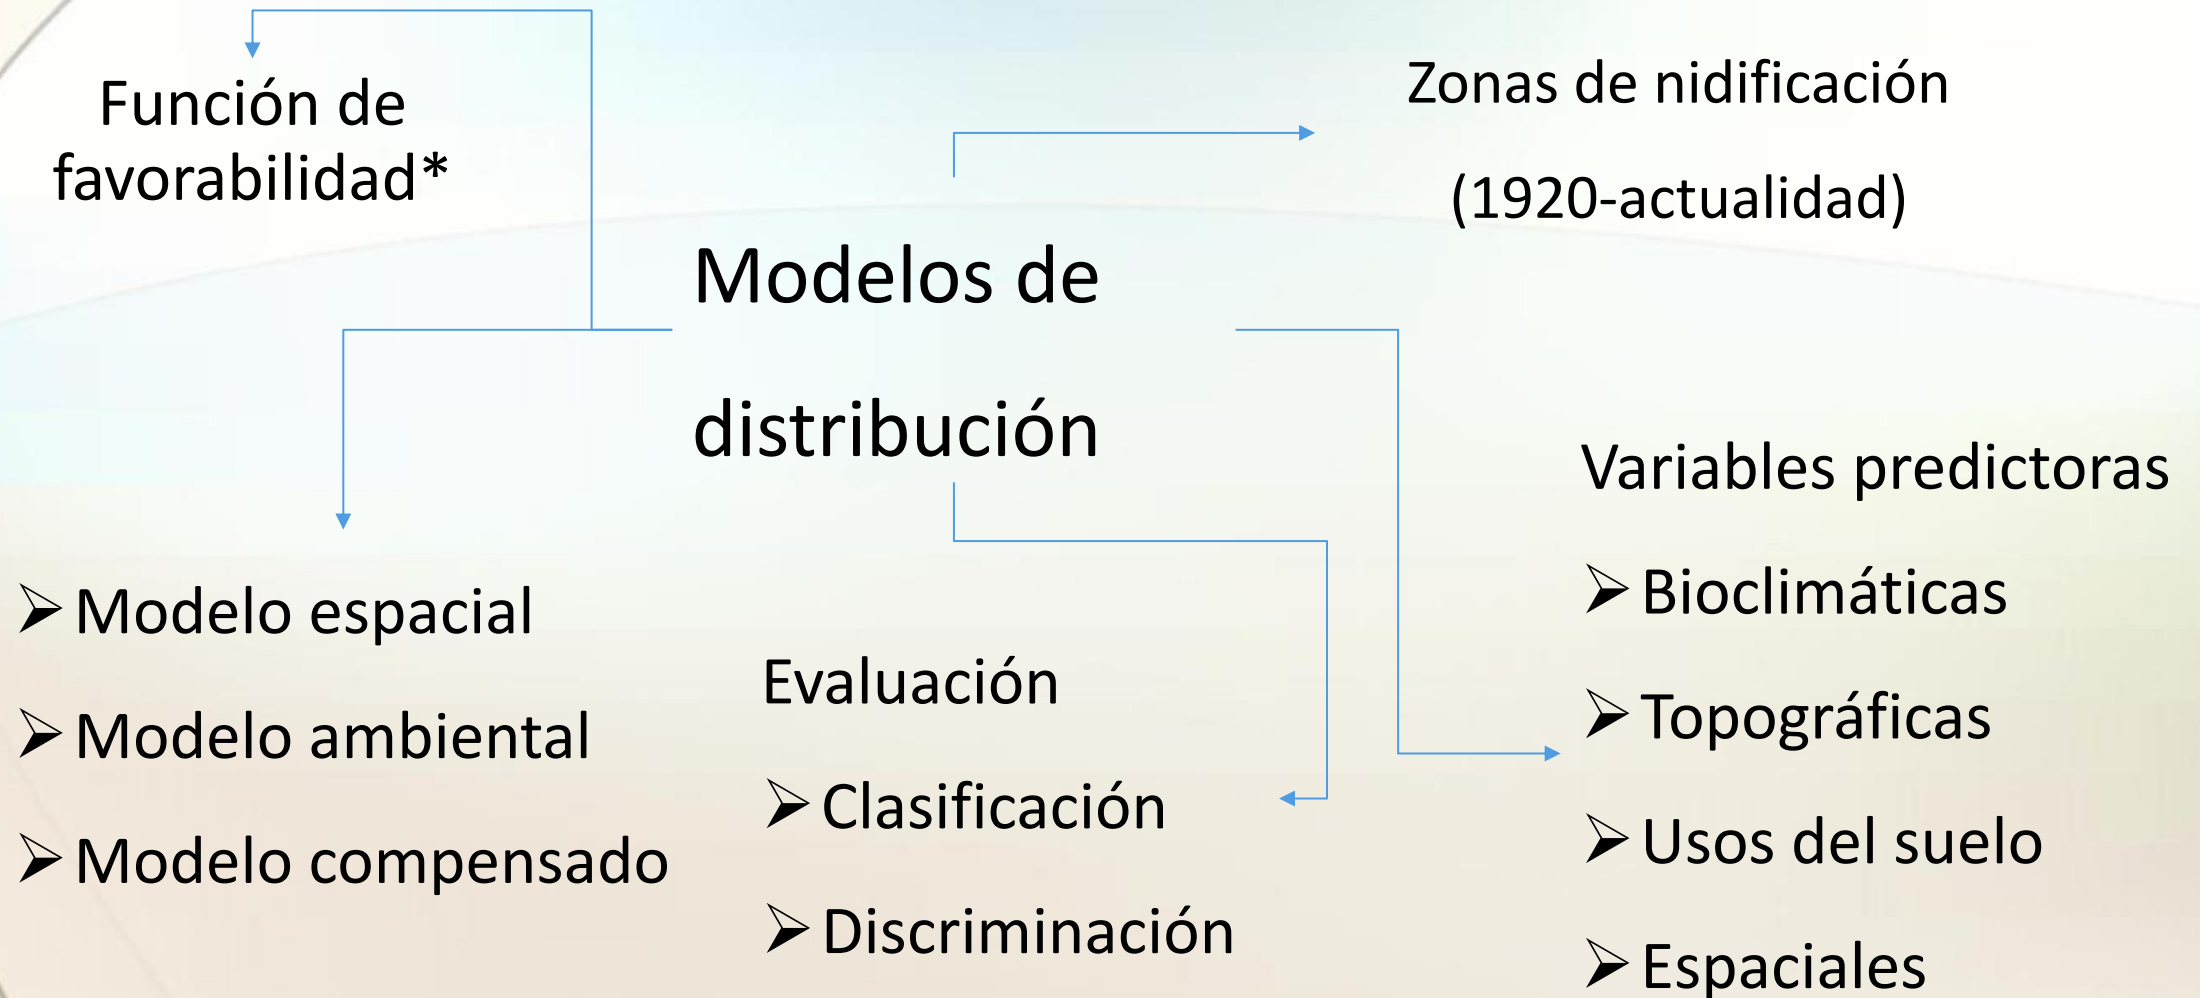 Función de
favorabilidad*
Zonas de nidificación
(1920-actualidad)
Modelos de
distribución
Modelo espacial
Modelo ambiental
Modelo compensado
Evaluación
Clasificación
Discriminación
Variables predictoras
Bioclimáticas
Topográficas
Usos del suelo
Espaciales